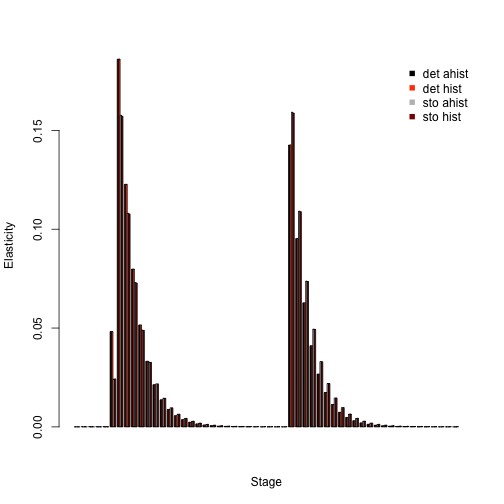 det ahist
det hist
sto ahist
sto hist
0.15
0.10
0.05
0.00
Elasticity
Stage